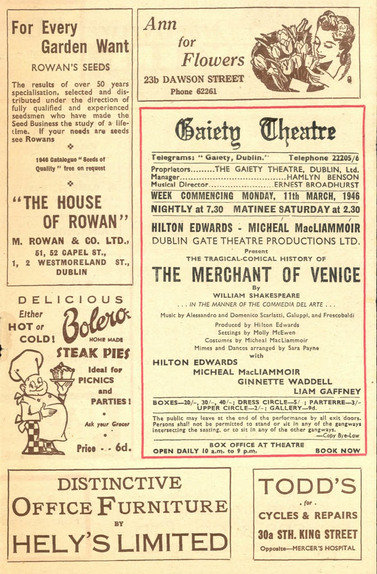 For Every
Garden Want
ROWAN'S SEEDS
The results of over 50 years
specialisation, selected and dis-
tributed under the direction of
fully qualified and experienced
seedsmen who have made the
Seed Business the study of a life-
time. If your needs are seeds
see Rowans
1946 Catalogue "Seeds of
Quality" free on request
"THE HOUSE
OF ROWAN"
M. ROWAN & CO. LTD.,
51, 52 CAPEL ST.,
1, 2 WESTMORELAND ST.,
DUBLIN
Ann
for
Flowers
23b DAWSON STREET
Phone 62261
Gaiety Theatre
Telegrams: "Gaiety, Dublin." Telephone 22205/6
Proprietors.........THE GAIETY THEATRE, DUBLIN, Ltd.
Manager..............................HAMLYN BENSON
Musical Director....................ERNEST BROADHURST
WEEK COMMENCING MONDAY, 11th MARCH, 1946
NIGHTLY at 7.30 MATINEE SATURDAY at 2.30
HILTON EDWARDS - MICHEAL MacLIAMMOIR
DUBLIN GATE THEATRE PRODUCTIONS LTD.
Present
THE TRAGICAL-COMICAL HISTORY OF
THE MERCHANT OF VENICE
By
WILLIAM SHAKESPEARE
. . . IN THE MANNER OF THE COMMEDIA DEL ARTE . . .
Music by Alessandro and Domenico Scarlatti, Galuppi, and Frescobaldi
Produced by Hilton Edwards
Settings by Molly McEwen
Costumes by Micheal MacLiammoir
Mimes and Dances arranged by Sara Payne
with
HILTON EDWARDS
MICHEAL MacLIAMMOIR
GINNETTE WADDELL
LIAM GAFFNEY
BOXES—20/-, 30/-, 40/-; DRESS CIRCLE—5/ ; PARTERRE—3/-
UPPER CIRCLE—2/- ; GALLERY—9d.
The public may leave at the end of the performance by all exit doors.
Persons shall not be permitted to stand or sit in any of the gangways
intersecting the seating, or to sit in any of the other gangways.
—Copy Bye-Law
BOX OFFICE AT THEATRE
OPEN DAILY 10 a.m. to 9 p.m. BOOK NOW
DELICIOUS
Either
HOT or
COLD!
Bolero
HOME MADE
STEAK PIES
Ideal for
PICNICS
and
PARTIES!
Ask your Grocer
Price - - 6d.
DISTINCTIVE
OFFICE FURNITURE
BY
HELY'S LIMITED
TODD'S
- for -
CYCLES & REPAIRS
30a STH. KING STREET
Opposite—MERCER'S HOSPITAL